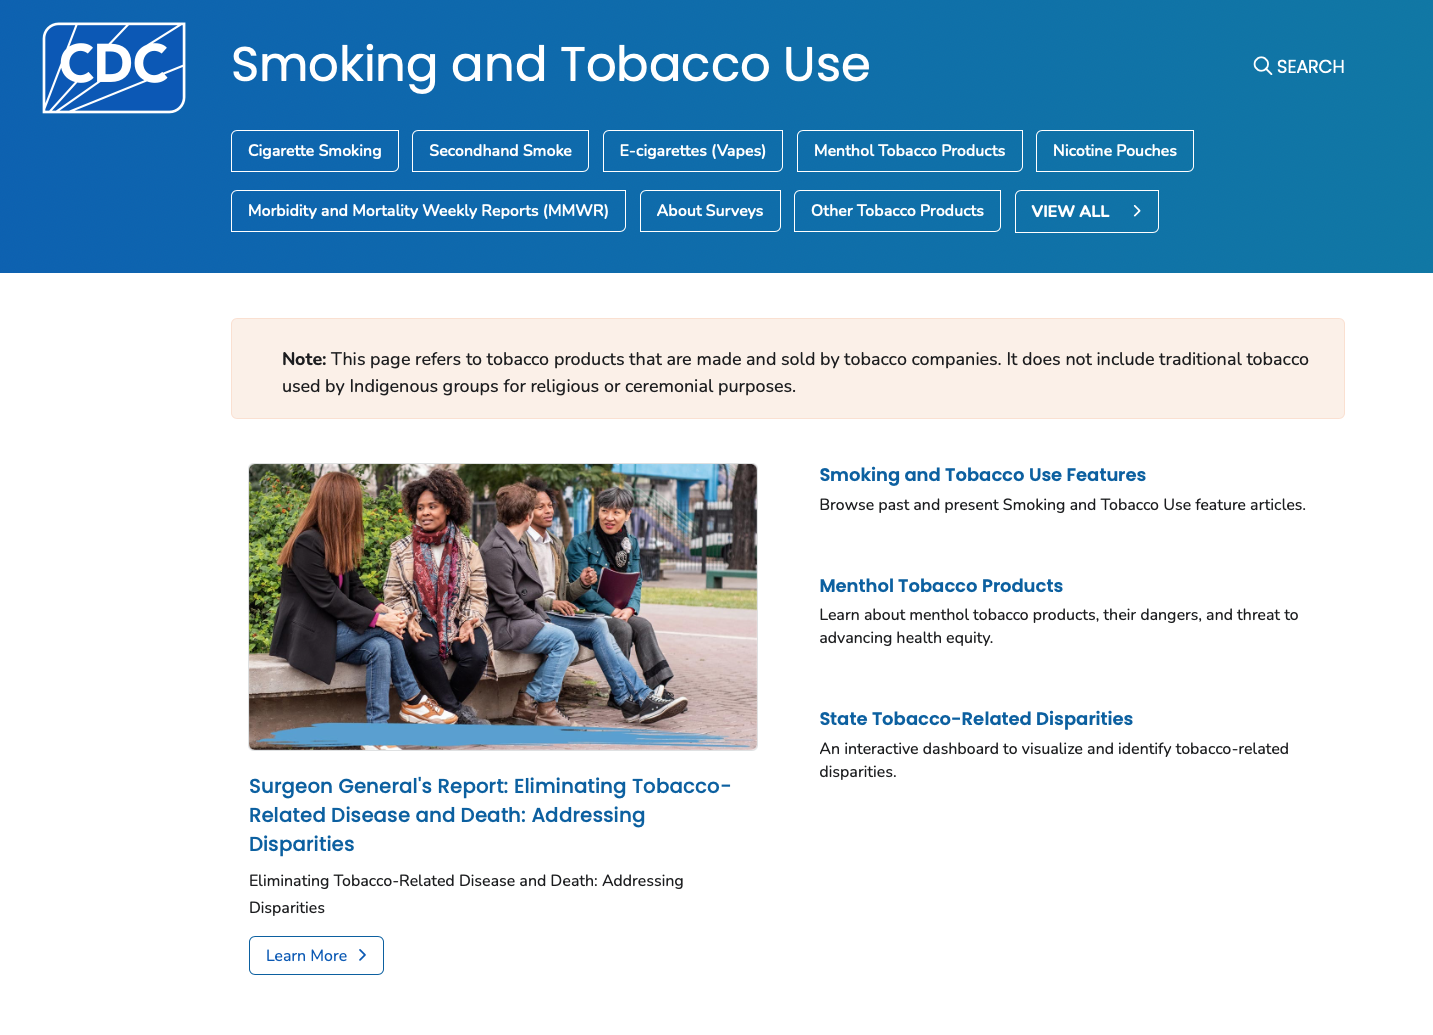 CDC
Smoking and Tobacco Use
SEARCH
Cigarette Smoking
Secondhand Smoke
E-cigarettes (Vapes)
Menthol Tobacco Products
Nicotine Pouches
Morbidity and Mortality Weekly Reports (MMWR)
About Surveys
Other Tobacco Products
VIEW ALL
Note: This page refers to tobacco products that are made and sold by tobacco companies. It does not include traditional tobacco
used by Indigenous groups for religious or ceremonial purposes.
Surgeon General's Report: Eliminating Tobacco-
Related Disease and Death: Addressing
Disparities
Eliminating Tobacco-Related Disease and Death: Addressing
Disparities
Learn More
Smoking and Tobacco Use Features
Browse past and present Smoking and Tobacco Use feature articles.
Menthol Tobacco Products
Learn about menthol tobacco products, their dangers, and threat to
advancing health equity.
State Tobacco-Related Disparities
An interactive dashboard to visualize and identify tobacco-related
disparities.